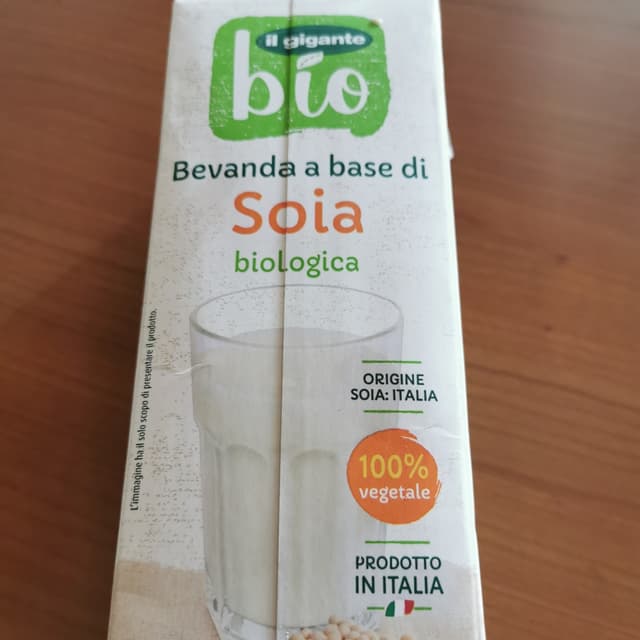 il gigante
bio
Bevanda a base di
Soia
biologica
ORIGINE
SOIA: ITALIA
100%
vegetale
PRODOTTO
IN ITALIA
L'immagine ha il solo scopo di presentare il prodotto.